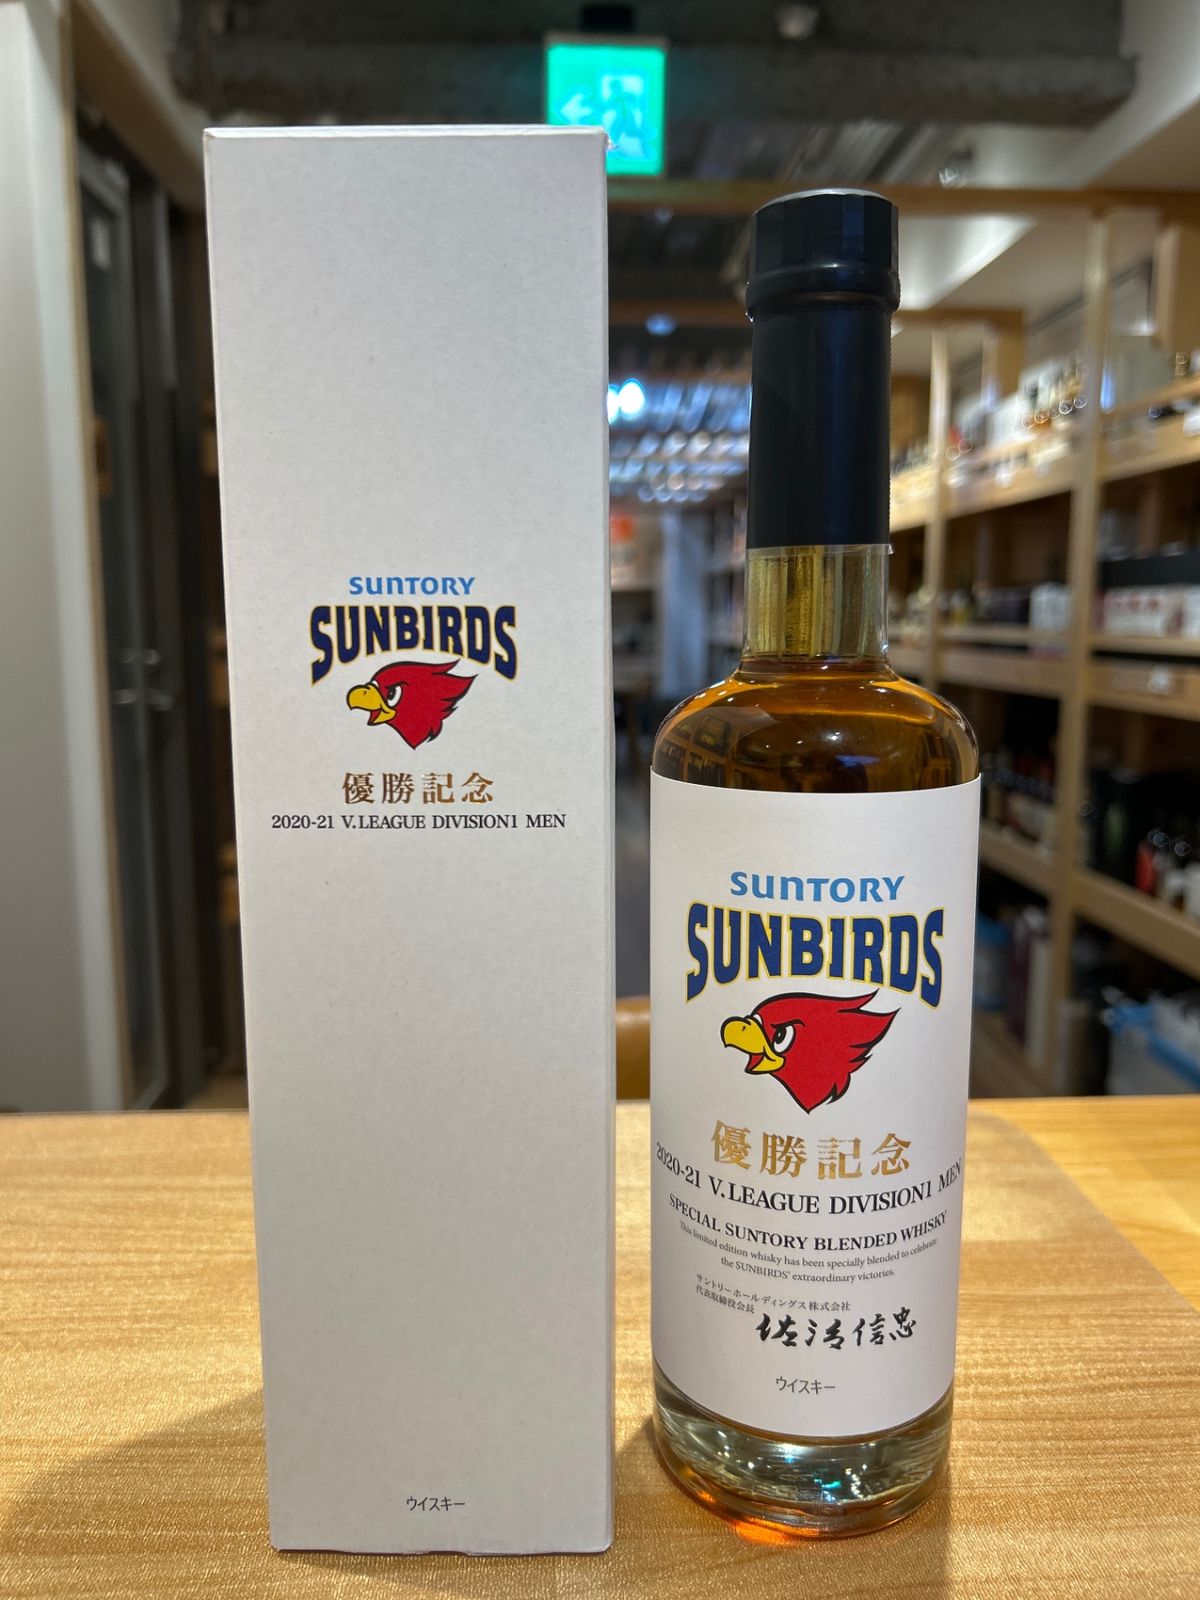 SUNTORY
SUNBIRDS
優勝記念
2020-21 V.LEAGUE DIVISION1 MEN
ウイスキー
SUNTORY
SUNBIRDS
優勝記念
2020-21 V.LEAGUE DIVISION1 MEN
SPECIAL SUNTORY BLENDED WHISKY
This limited edition whisky has been specially blended to celebrate
the SUNBIRDS' extraordinary victories.
サントリーホールディングス株式会社
代表取締役会長
佐治信忠
ウイスキー